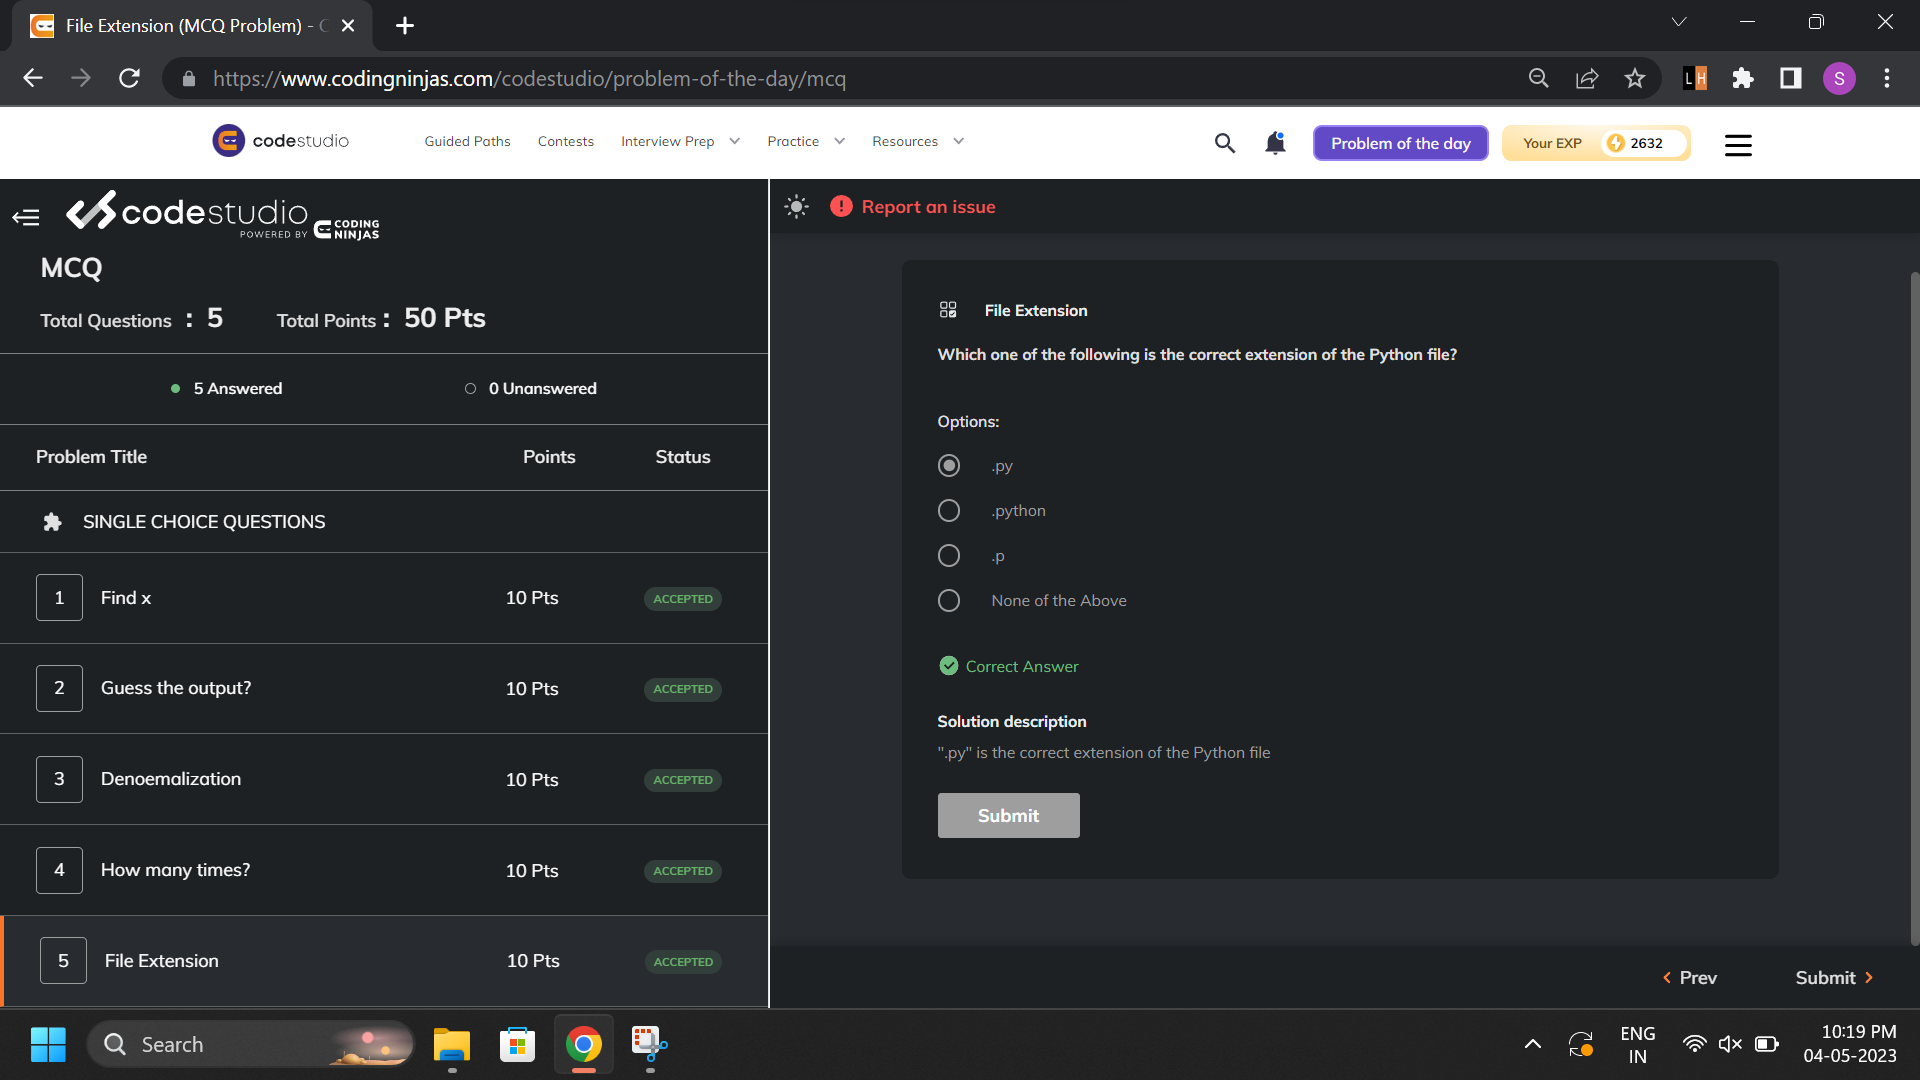 File Extension (MCQ Problem) -
https://www.codingninjas.com/codestudio/problem-of-the-day/mcq
LH
S
codestudio
Guided Paths
Contests
Interview Prep
Practice
Resources
Problem of the day
Your EXP
2632
codestudio
POWERED BY CODING NINJAS
Report an issue
MCQ
Total Questions : 5
Total Points : 50 Pts
5 Answered
0 Unanswered
Problem Title
Points
Status
SINGLE CHOICE QUESTIONS
1
Find x
10 Pts
ACCEPTED
2
Guess the output?
10 Pts
ACCEPTED
3
Denoemalization
10 Pts
ACCEPTED
4
How many times?
10 Pts
ACCEPTED
5
File Extension
10 Pts
ACCEPTED
File Extension
Which one of the following is the correct extension of the Python file?
Options:
.py
.python
.p
None of the Above
Correct Answer
Solution description
".py" is the correct extension of the Python file
Submit
Prev
Submit
Search
ENG
IN
10:19 PM
04-05-2023